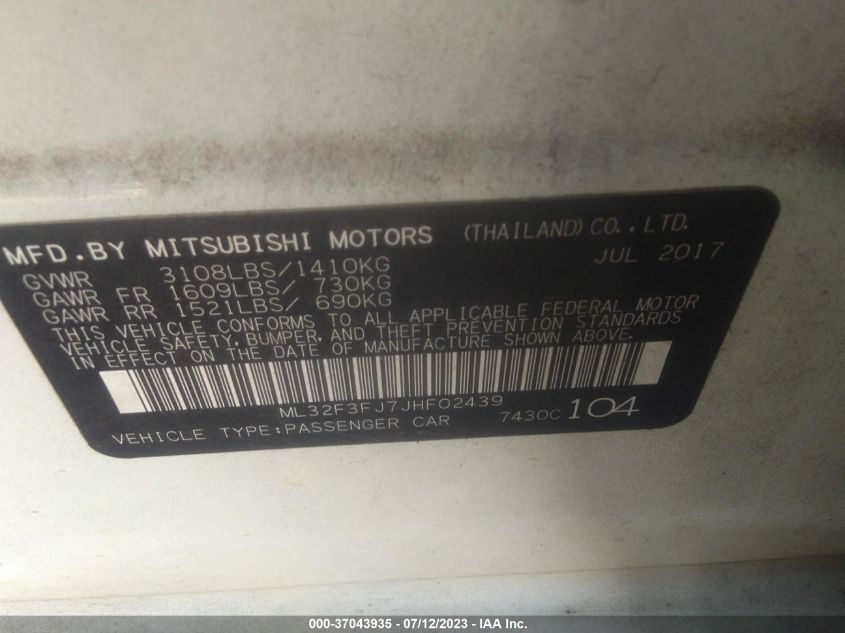 MFD.BY MITSUBISHI MOTORS (THAILAND) CO.,LTD.
JUL 2017
GVWR 3108LBS/1410KG
GAWR FR 1609LBS/ 730KG
GAWR RR 1521LBS/ 690KG
THIS VEHICLE CONFORMS TO ALL APPLICABLE FEDERAL MOTOR
VEHICLE SAFETY, BUMPER, AND THEFT PREVENTION STANDARDS
IN EFFECT ON THE DATE OF MANUFACTURE SHOWN ABOVE.
ML32F3FJ7JHF02439
VEHICLE TYPE:PASSENGER CAR 7430C 104
000-37043935 - 07/12/2023 - IAA Inc.